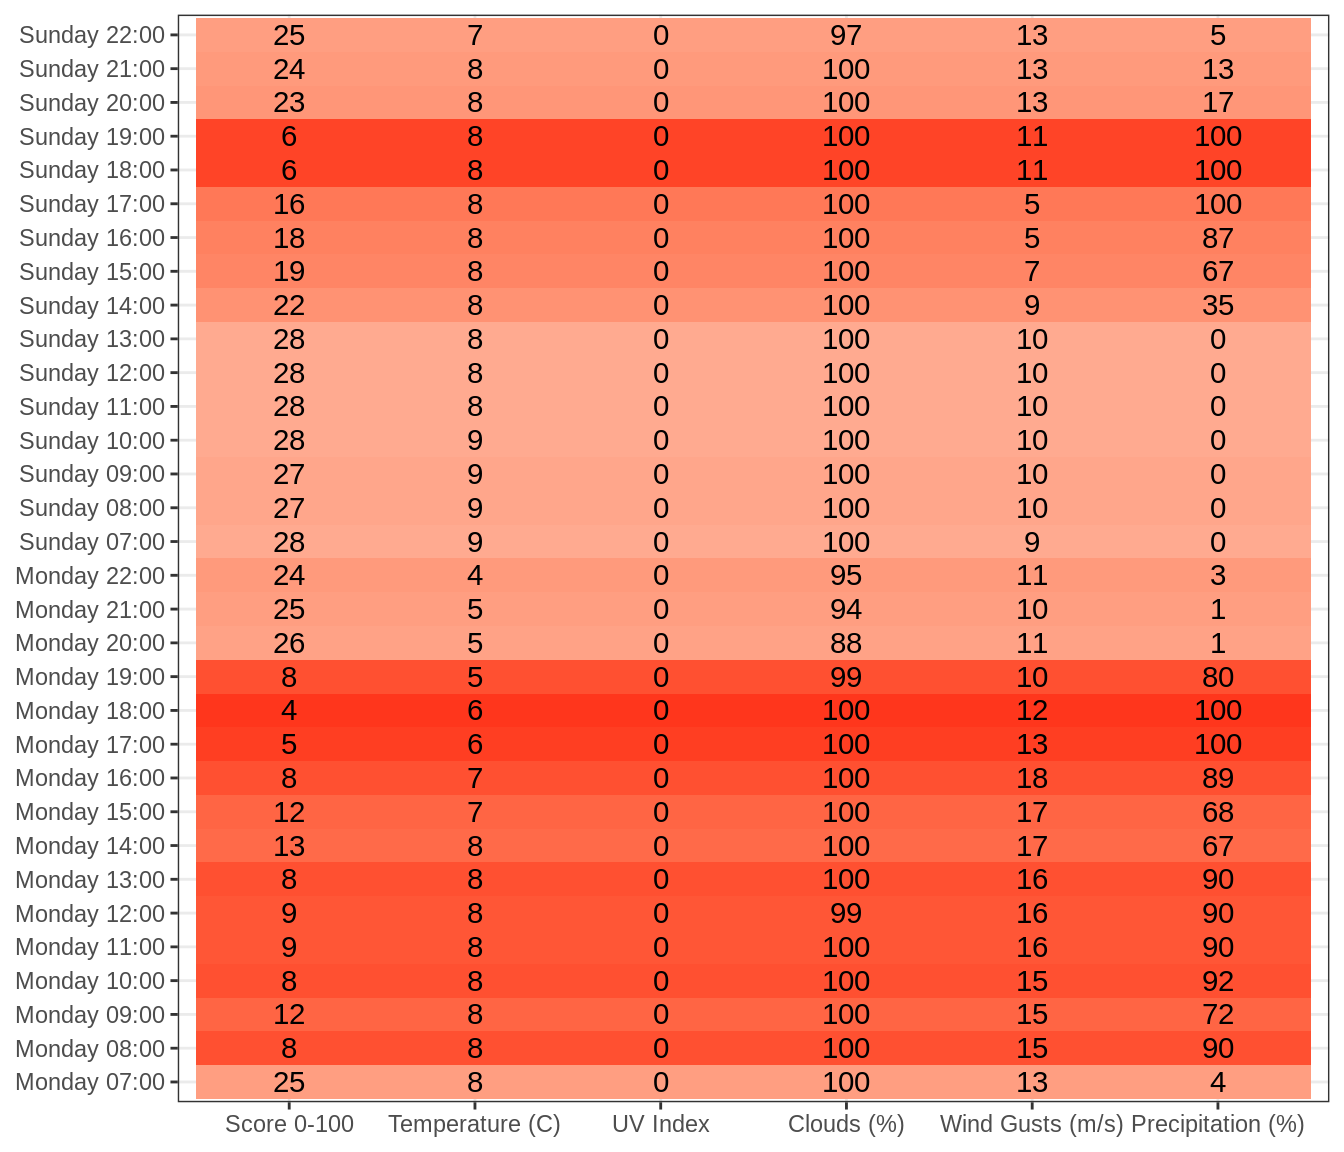 Sunday 22:00 25 7 0 97 13 5
Sunday 21:00 24 8 0 100 13 13
Sunday 20:00 23 8 0 100 13 17
Sunday 19:00 6 8 0 100 11 100
Sunday 18:00 6 8 0 100 11 100
Sunday 17:00 16 8 0 100 5 100
Sunday 16:00 18 8 0 100 5 87
Sunday 15:00 19 8 0 100 7 67
Sunday 14:00 22 8 0 100 9 35
Sunday 13:00 28 8 0 100 10 0
Sunday 12:00 28 8 0 100 10 0
Sunday 11:00 28 8 0 100 10 0
Sunday 10:00 28 9 0 100 10 0
Sunday 09:00 27 9 0 100 10 0
Sunday 08:00 27 9 0 100 10 0
Sunday 07:00 28 9 0 100 9 0
Monday 22:00 24 4 0 95 11 3
Monday 21:00 25 5 0 94 10 1
Monday 20:00 26 5 0 88 11 1
Monday 19:00 8 5 0 99 10 80
Monday 18:00 4 6 0 100 12 100
Monday 17:00 5 6 0 100 13 100
Monday 16:00 8 7 0 100 18 89
Monday 15:00 12 7 0 100 17 68
Monday 14:00 13 8 0 100 17 67
Monday 13:00 8 8 0 100 16 90
Monday 12:00 9 8 0 99 16 90
Monday 11:00 9 8 0 100 16 90
Monday 10:00 8 8 0 100 15 92
Monday 09:00 12 8 0 100 15 72
Monday 08:00 8 8 0 100 15 90
Monday 07:00 25 8 0 100 13 4
Score 0-100 Temperature (C) UV Index Clouds (%) Wind Gusts (m/s) Precipitation (%)